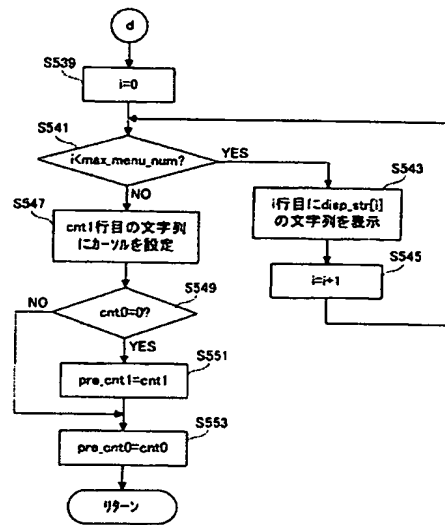 d
S539
i=0
S541
i<max_menu_num?
YES
NO
S543
i行目にdisp_str[i]
の文字列を表示
S545
i=i+1
S547
cnt1行目の文字列
にカーソルを設定
S549
cnt0=0?
NO
YES
S551
pre_cnt1=cnt1
S553
pre_cnt0=cnt0
リターン